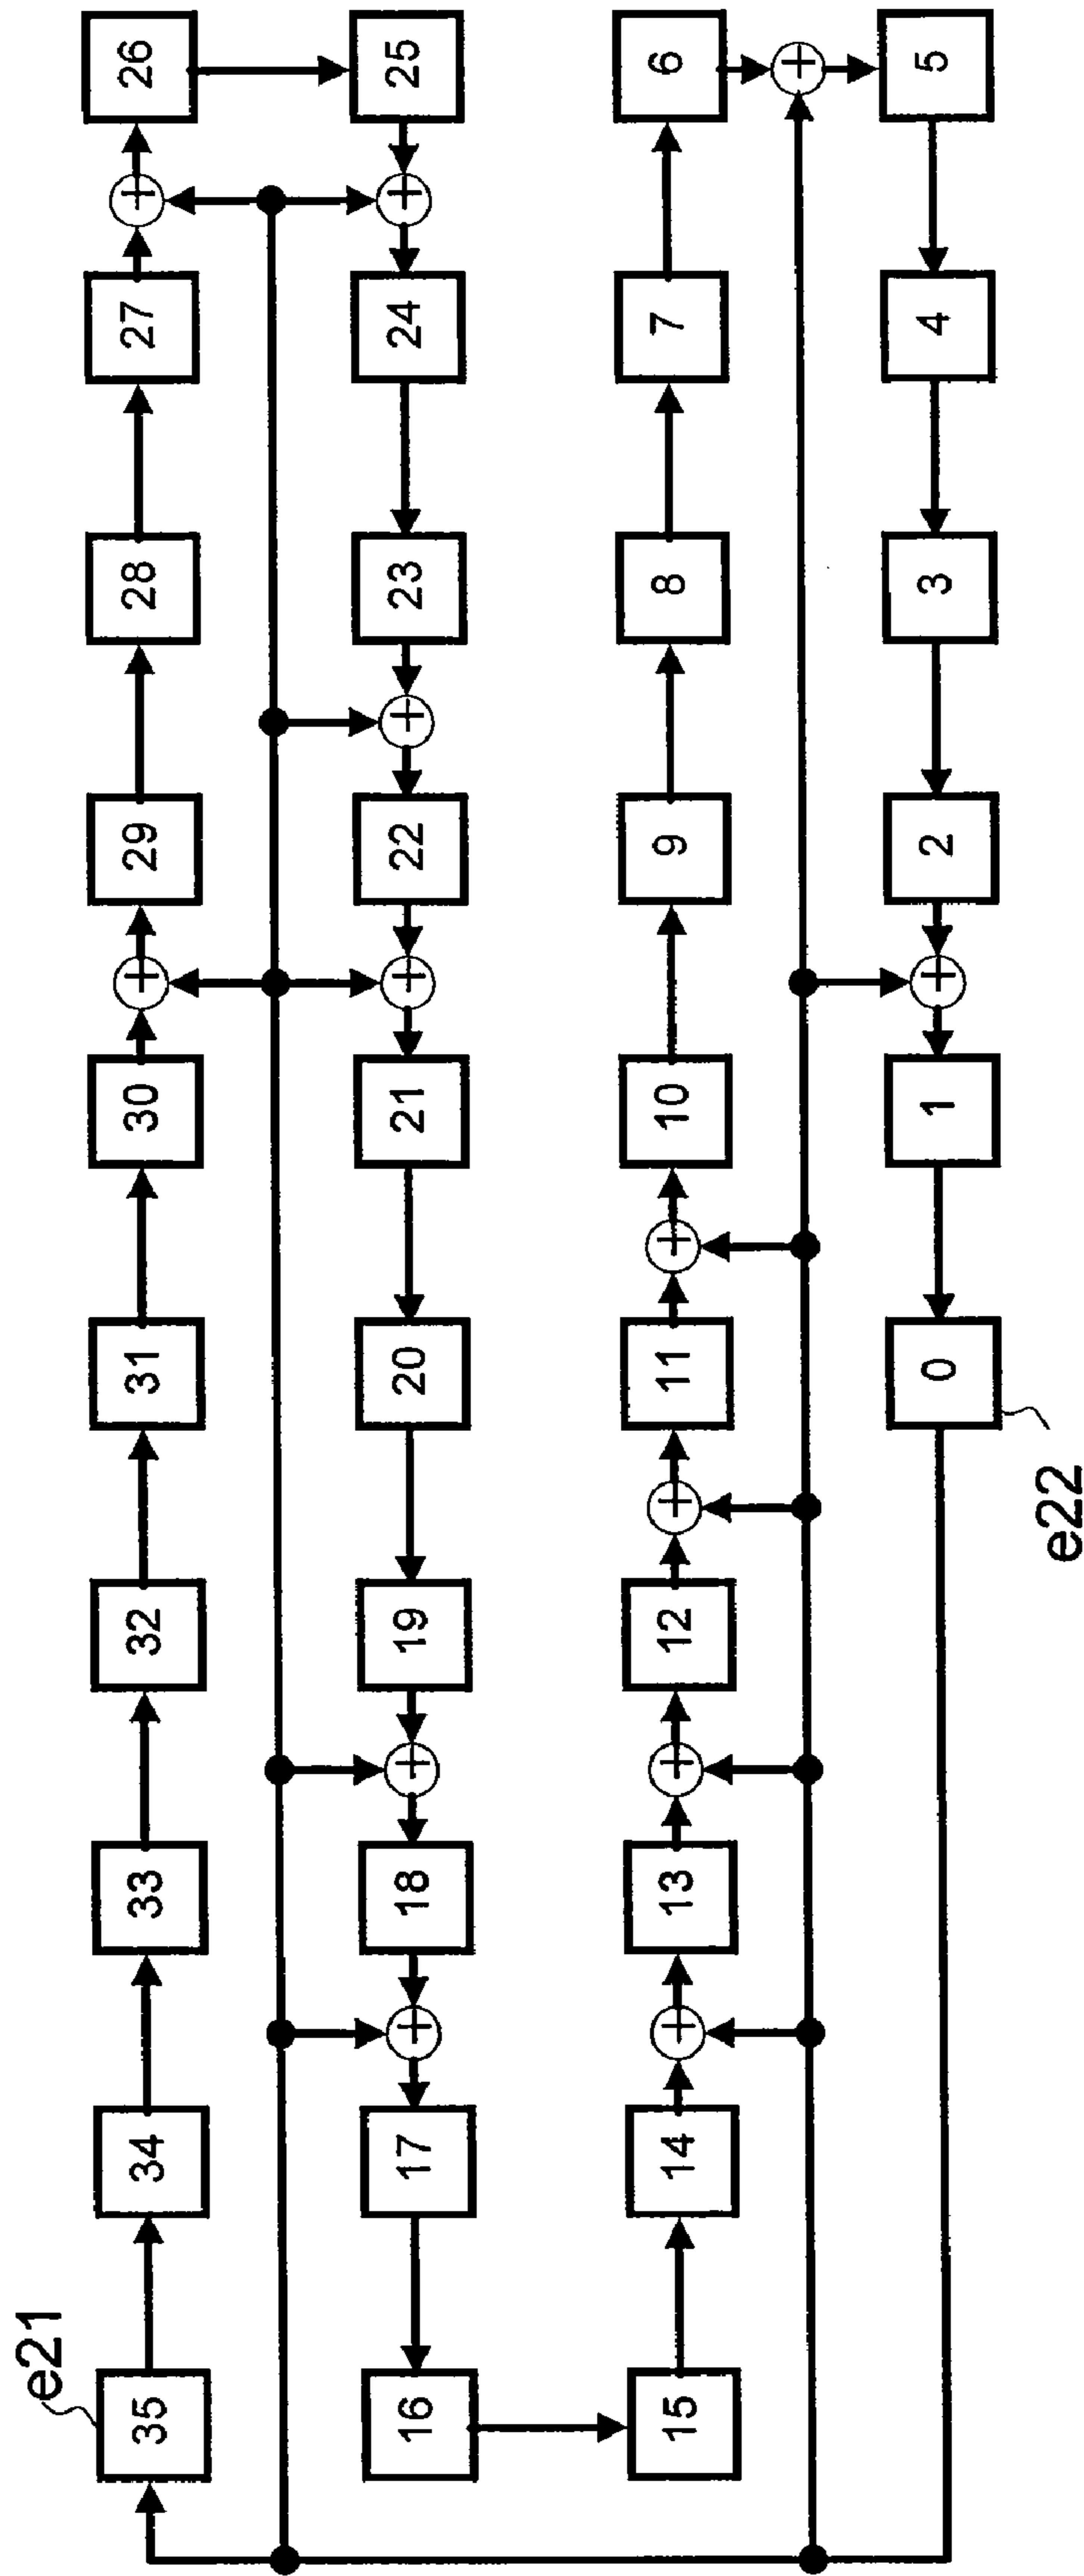 e21
35 34 33 32 31 30 + 29 28 27 + 26
16 17 + 18 + 19 20 21 + 22 + 23 24 + 25
15 14 + 13 + 12 + 11 + 10 9 8 7 6
+
0 1 + 2 3 4 5
e22